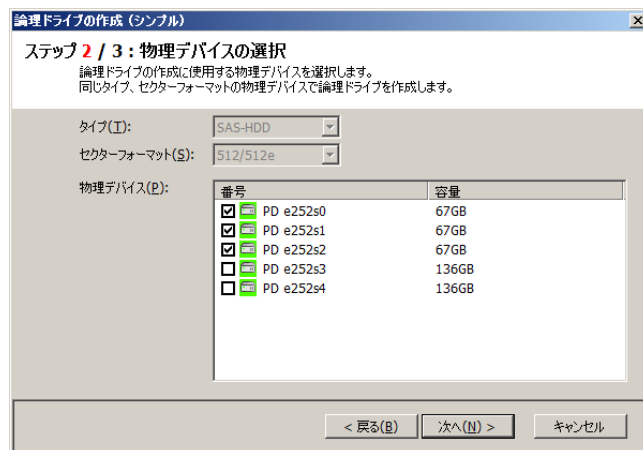 論理ドライブの作成 (シンプル)
ステップ 2 / 3 : 物理デバイスの選択
論理ドライブの作成に使用する物理デバイスを選択します。
同じタイプ、セクターフォーマットの物理デバイスで論理ドライブを作成します。
タイプ(T): SAS-HDD
セクターフォーマット(S): 512/512e
物理デバイス(P): 番号 容量
PD e252s0 67GB
PD e252s1 67GB
PD e252s2 67GB
PD e252s3 136GB
PD e252s4 136GB
< 戻る(B) 次へ(N) > キャンセル